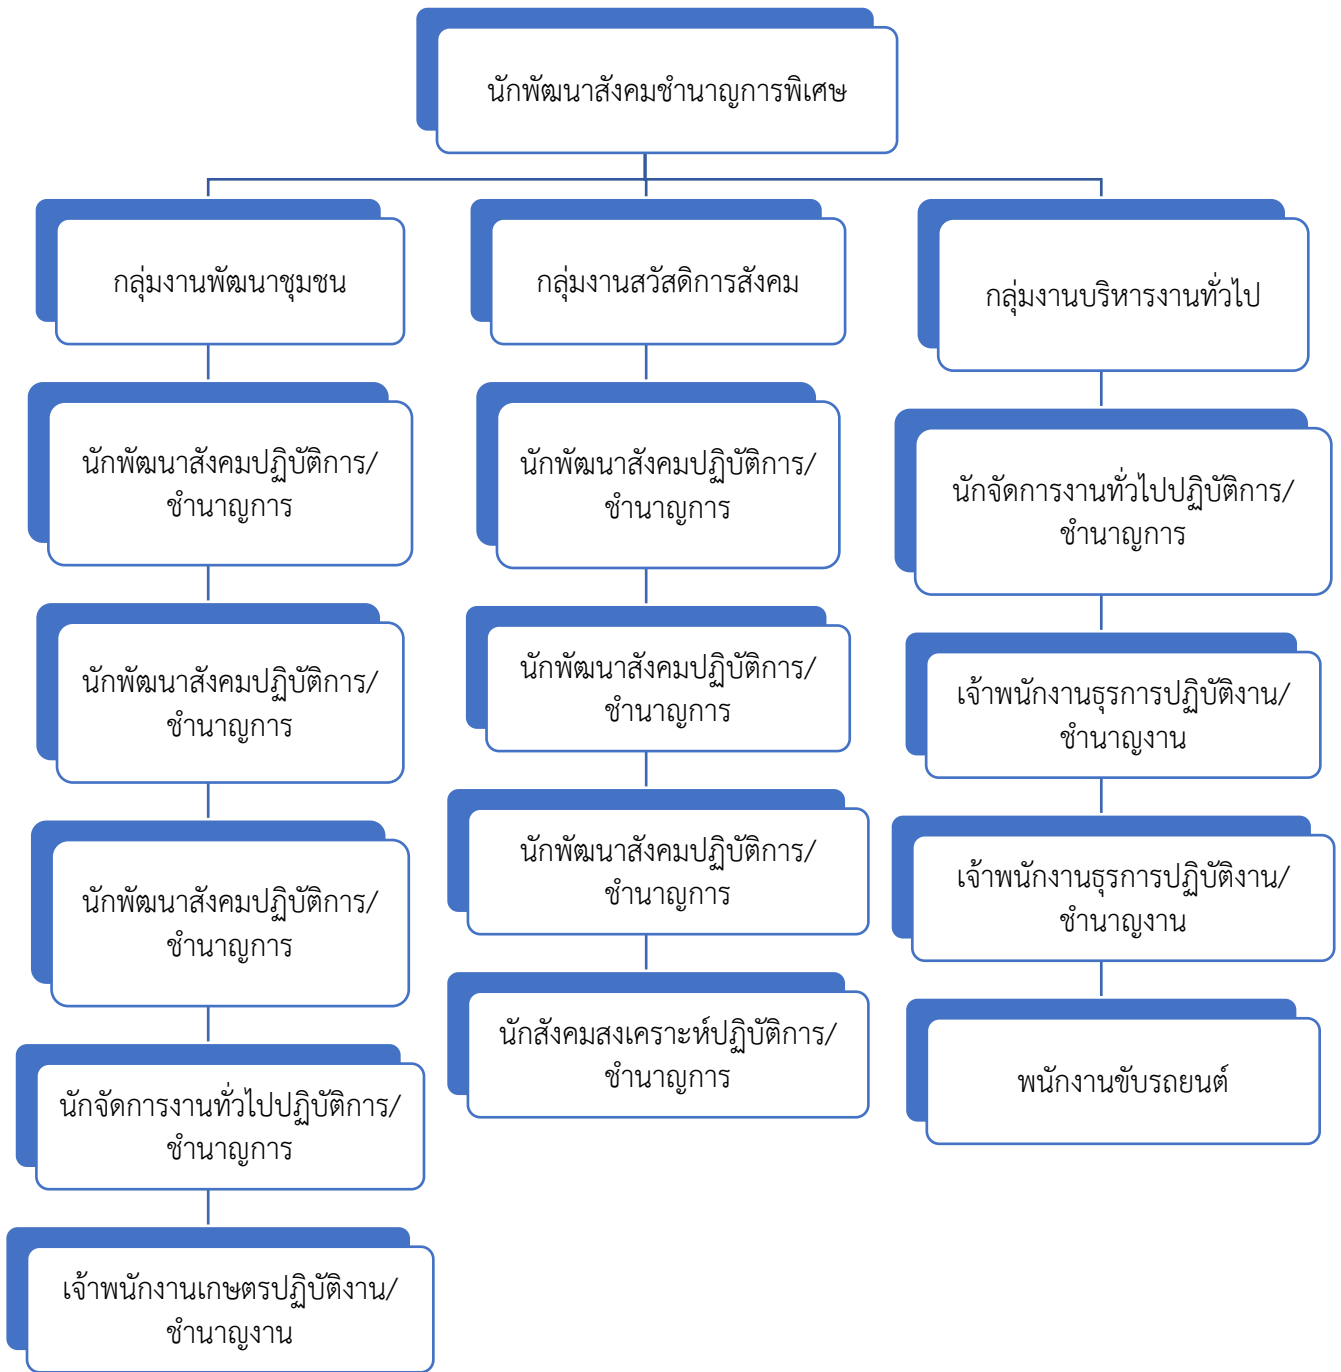 นักพัฒนาสังคมชำนาญการพิเศษ
กลุ่มงานพัฒนาชุมชน
นักพัฒนาสังคมปฏิบัติการ/
ชำนาญการ
นักพัฒนาสังคมปฏิบัติการ/
ชำนาญการ
นักพัฒนาสังคมปฏิบัติการ/
ชำนาญการ
นักจัดการงานทั่วไปปฏิบัติการ/
ชำนาญการ
เจ้าพนักงานเกษตรปฏิบัติงาน/
ชำนาญงาน
กลุ่มงานสวัสดิการสังคม
นักพัฒนาสังคมปฏิบัติการ/
ชำนาญการ
นักพัฒนาสังคมปฏิบัติการ/
ชำนาญการ
นักพัฒนาสังคมปฏิบัติการ/
ชำนาญการ
นักสังคมสงเคราะห์ปฏิบัติการ/
ชำนาญการ
กลุ่มงานบริหารงานทั่วไป
นักจัดการงานทั่วไปปฏิบัติการ/
ชำนาญการ
เจ้าพนักงานธุรการปฏิบัติงาน/
ชำนาญงาน
เจ้าพนักงานธุรการปฏิบัติงาน/
ชำนาญงาน
พนักงานขับรถยนต์